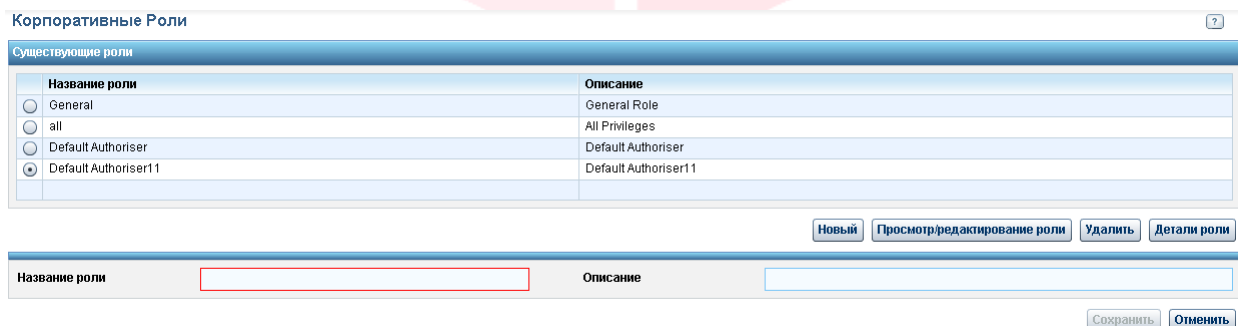 Корпоративные Роли ?
Существующие роли
Название роли Описание
General General Role
all All Privileges
Default Authoriser Default Authoriser
Default Authoriser11 Default Authoriser11
Новый Просмотр/редактирование роли Удалить Детали роли
Название роли Описание
Сохранить Отменить